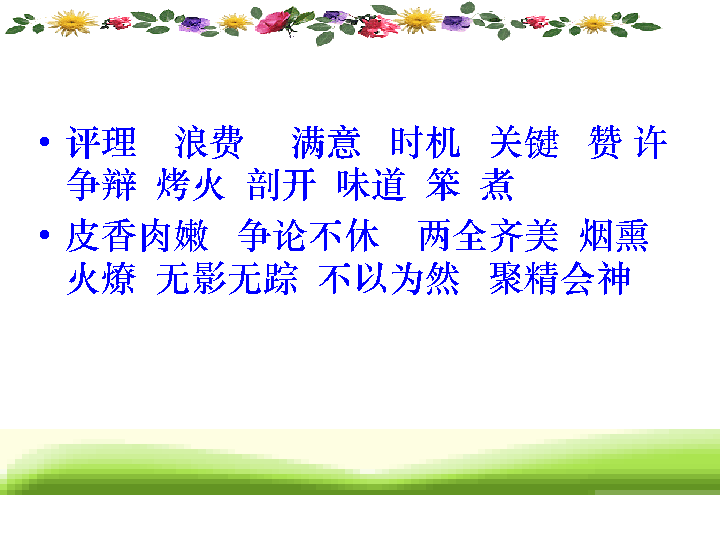 • 评理 浪费 满意 时机 关键 赞 许
争辩 烤火 剖开 味道 笨 煮
• 皮香肉嫩 争论不休 两全齐美 烟熏
火燎 无影无踪 不以为然 聚精会神